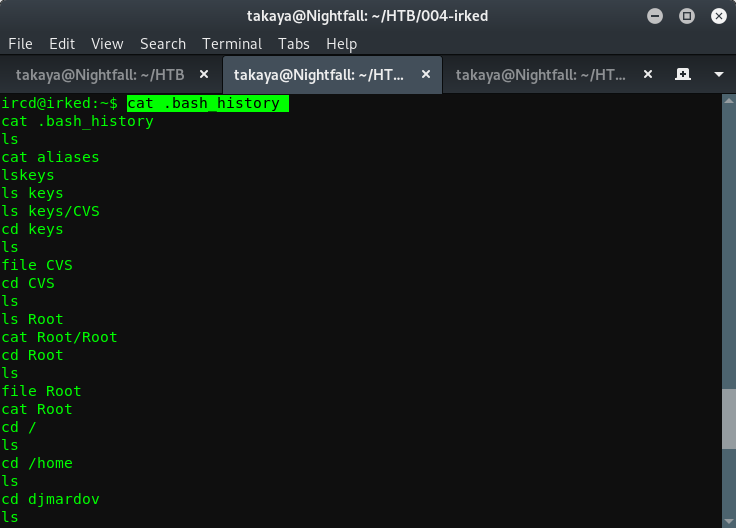 takaya@Nightfall: ~/HTB/004-irked
File Edit View Search Terminal Tabs Help
takaya@Nightfall: ~/HTB takaya@Nightfall: ~/HT... takaya@Nightfall: ~/HT...
ircd@irked:~$ cat .bash_history
cat .bash_history
ls
cat aliases
lskeys
ls keys
ls keys/CVS
cd keys
ls
file CVS
cd CVS
ls
ls Root
cat Root/Root
cd Root
ls
file Root
cat Root
cd /
ls
cd /home
ls
cd djmardov
ls